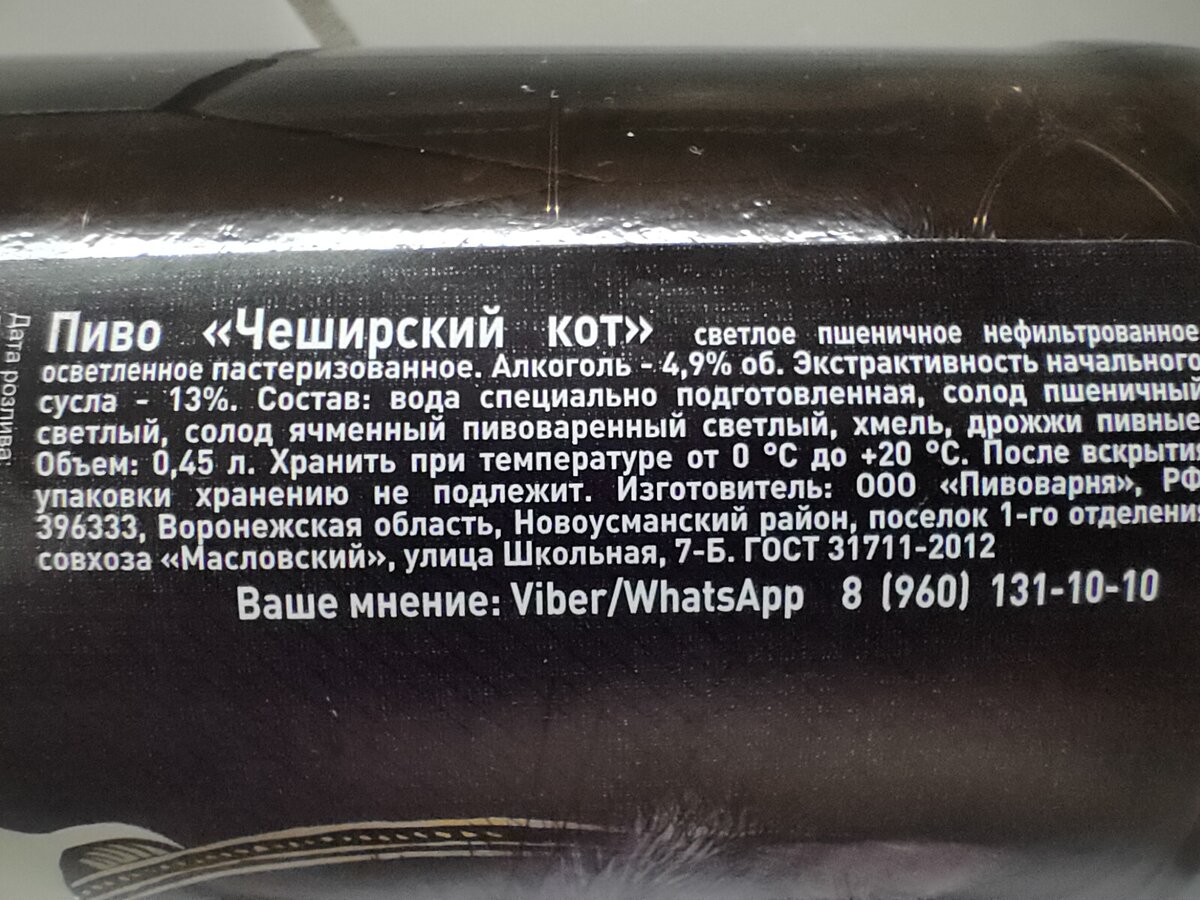 Пиво «Чеширский кот» светлое пшеничное нефильтрованное
осветленное пастеризованное. Алкоголь - 4,9% об. Экстрактивность начального
сусла - 13%. Состав: вода специально подготовленная, солод пшеничный
светлый, солод ячменный пивоваренный светлый, хмель, дрожжи пивные.
Объем: 0,45 л. Хранить при температуре от 0 °С до +20 °С. После вскрытия
упаковки хранению не подлежит. Изготовитель: ООО «Пивоварня», РФ,
396333, Воронежская область, Новоусманский район, поселок 1-го отделения
совхоза «Масловский», улица Школьная, 7-Б. ГОСТ 31711-2012
Ваше мнение: Viber/WhatsApp 8 (960) 131-10-10
Дата розлива: